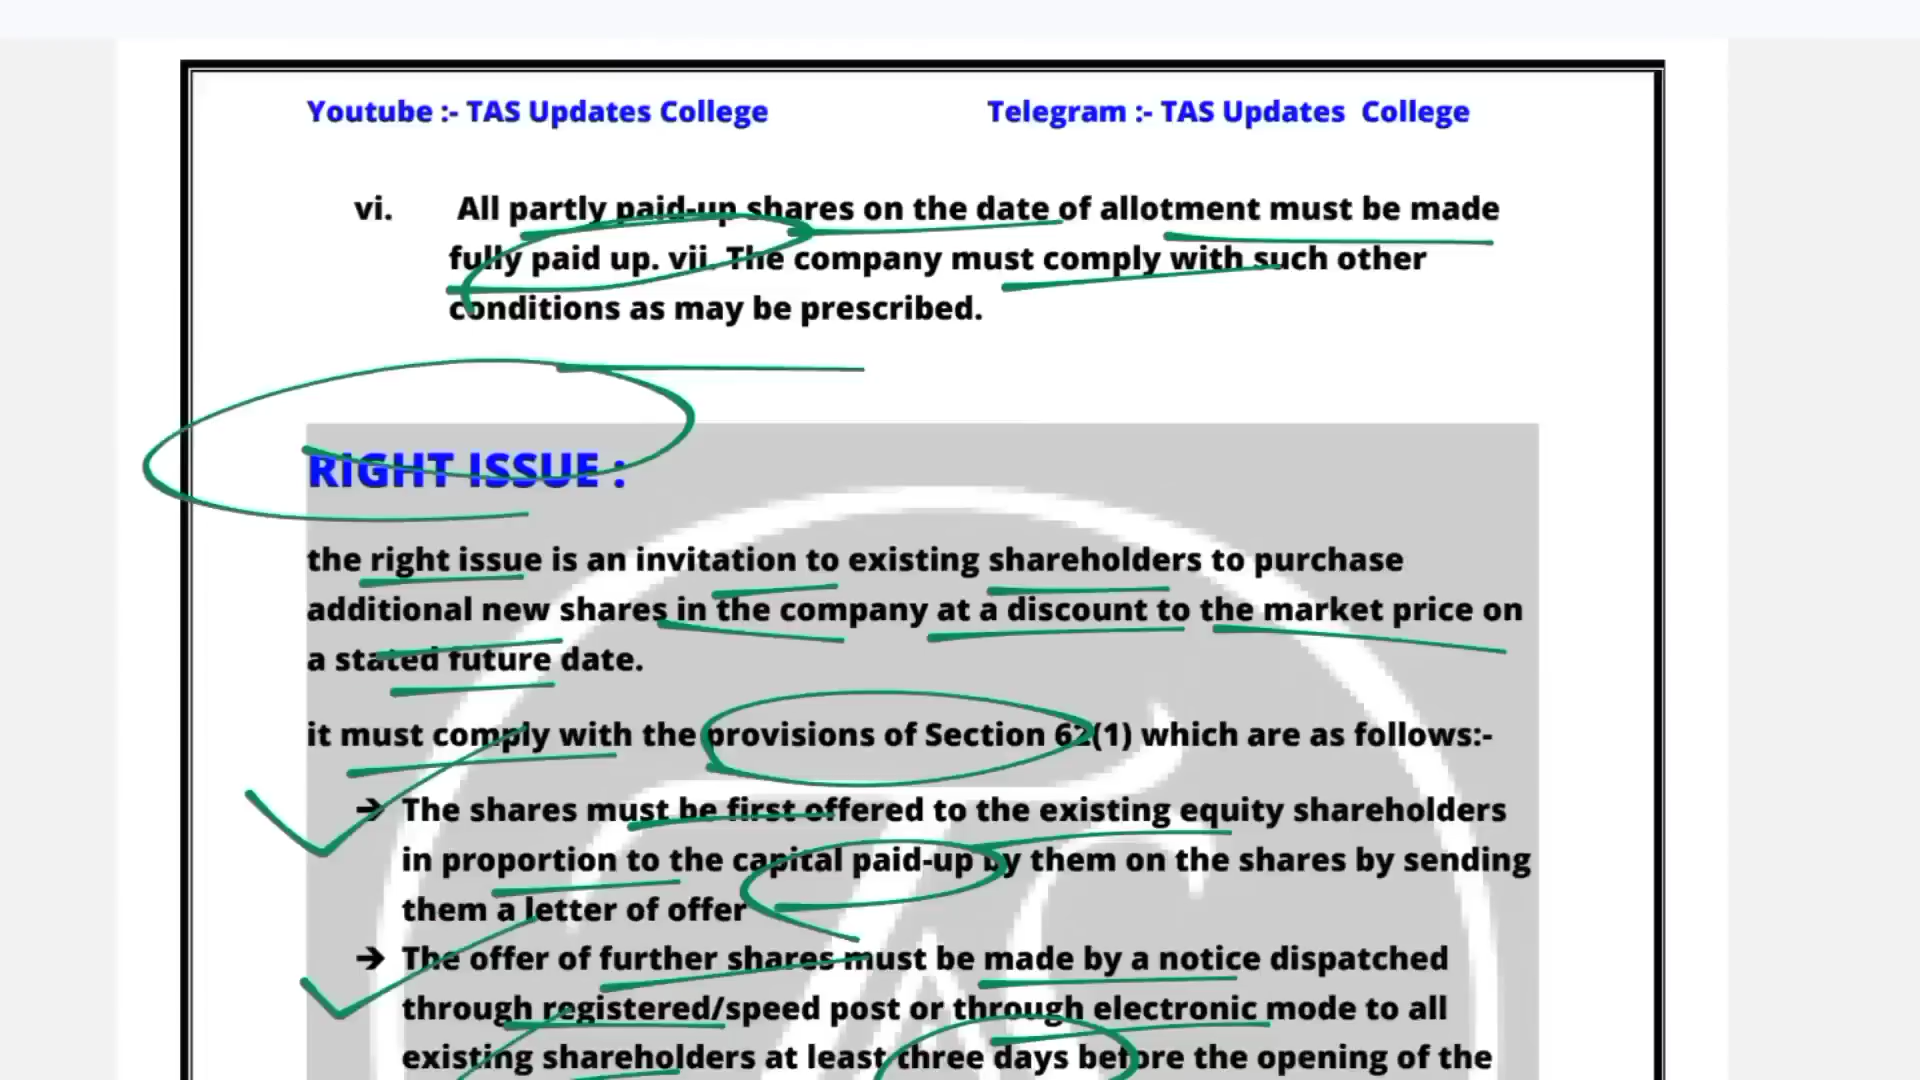 Youtube :- TAS Updates College Telegram :- TAS Updates College
vi. All partly paid-up shares on the date of allotment must be made
fully paid up. vii. The company must comply with such other
conditions as may be prescribed.
RIGHT ISSUE :
the right issue is an invitation to existing shareholders to purchase
additional new shares in the company at a discount to the market price on
a stated future date.
it must comply with the provisions of Section 62(1) which are as follows:-
➔ The shares must be first offered to the existing equity shareholders
in proportion to the capital paid-up by them on the shares by sending
them a letter of offer
➔ The offer of further shares must be made by a notice dispatched
through registered/speed post or through electronic mode to all
existing shareholders at least three days before the opening of the